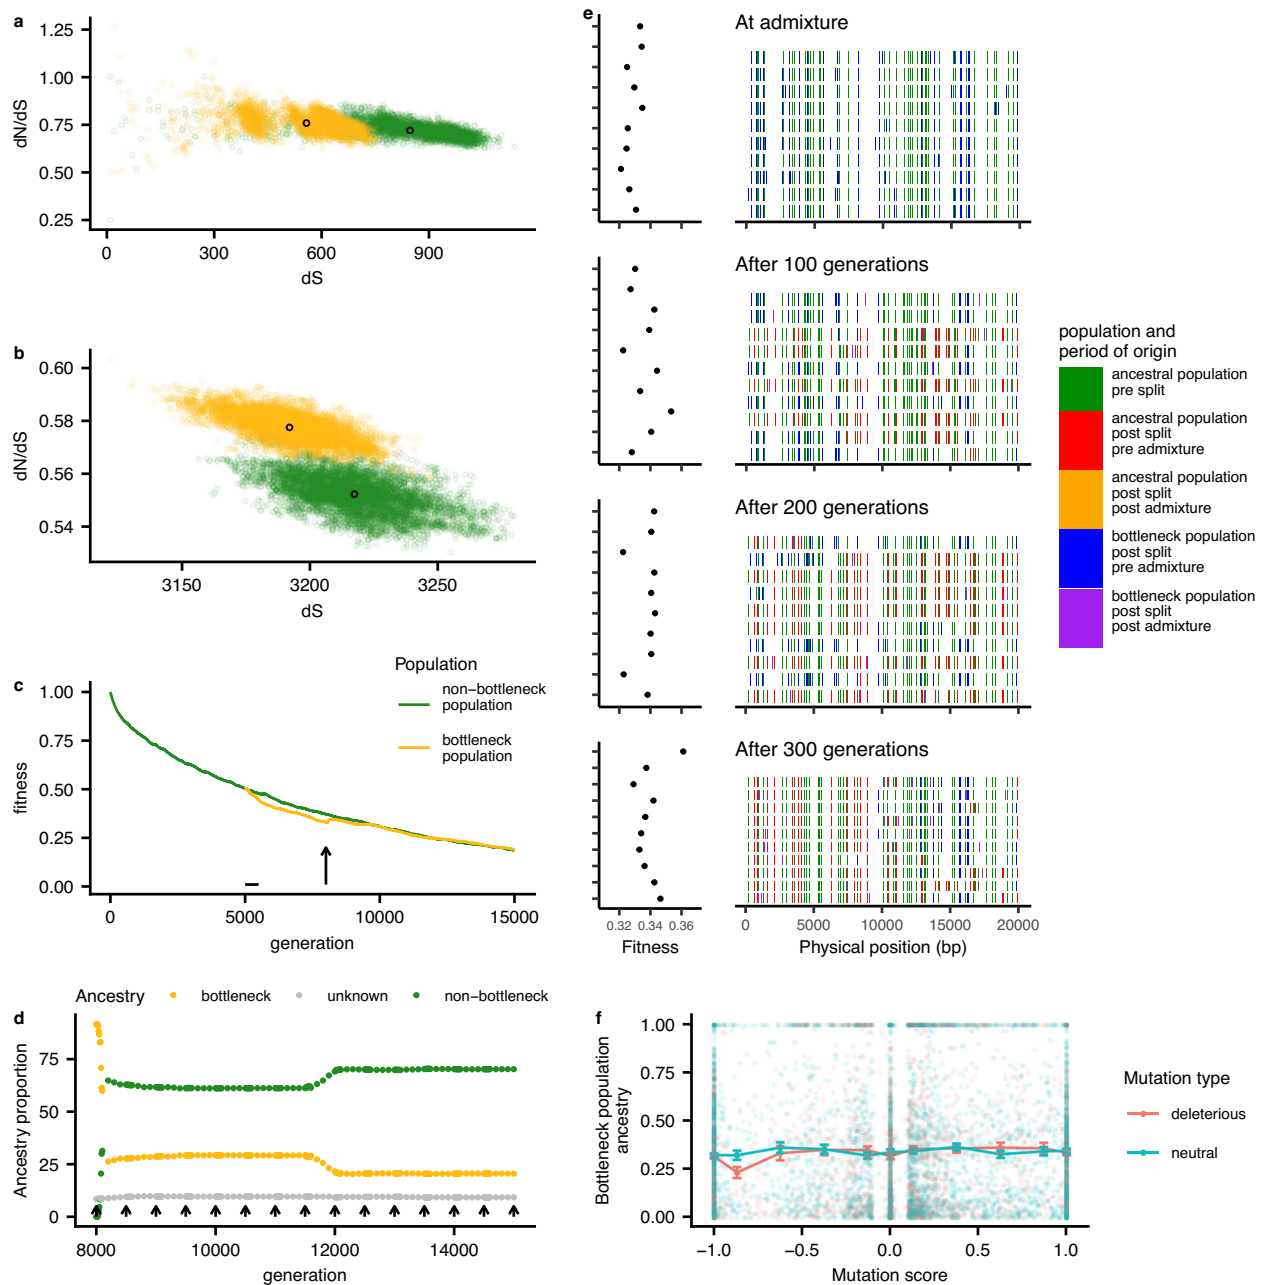 a
1.25
1.00
0.75
0.50
0.25
dN/dS
0
300
600
900
dS
b
0.60
0.58
0.56
0.54
dN/dS
3150
3200
3250
dS
c
Population
non−bottleneck
population
bottleneck
population
1.00
0.75
0.50
0.25
0.00
fitness
0
5000
10000
15000
generation
Ancestry
bottleneck
unknown
non−bottleneck
d
75
50
25
0
Ancestry proportion
8000
10000
12000
14000
generation
e
At admixture
After 100 generations
After 200 generations
After 300 generations
0.32
0.34
0.36
Fitness
0
5000
10000
15000
20000
Physical position (bp)
population and
period of origin
ancestral population
pre split
ancestral population
post split
pre admixture
ancestral population
post split
post admixture
bottleneck population
post split
pre admixture
bottleneck population
post split
post admixture
f
1.00
0.75
0.50
0.25
0.00
Bottleneck population
ancestry
−1.0
−0.5
0.0
0.5
1.0
Mutation score
Mutation type
deleterious
neutral